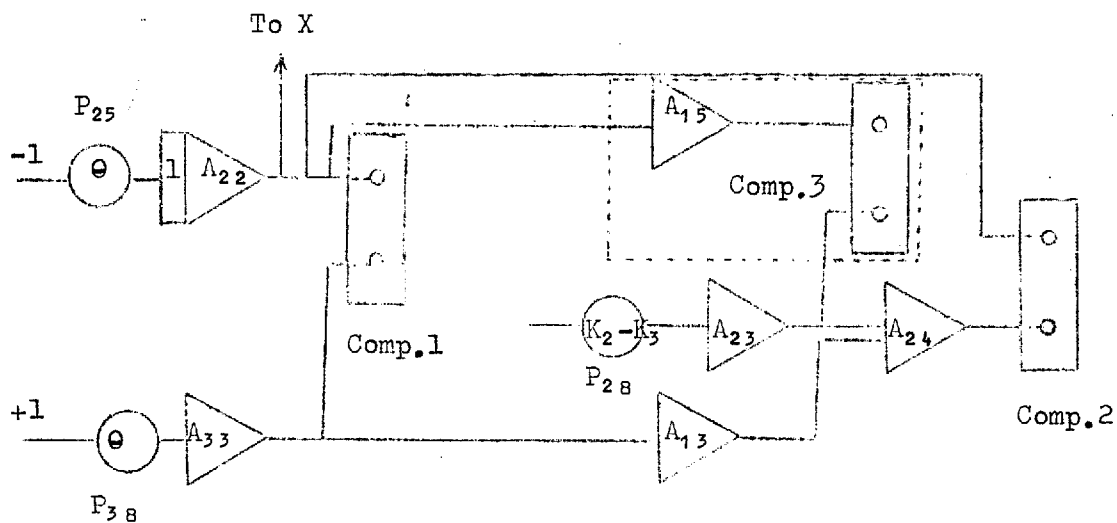 To X
P25
A15
-1
Θ
1
A22
Comp.3
K2-K3
A23
A24
Comp.1
P28
Comp.2
+1
Θ
A33
A13
P38